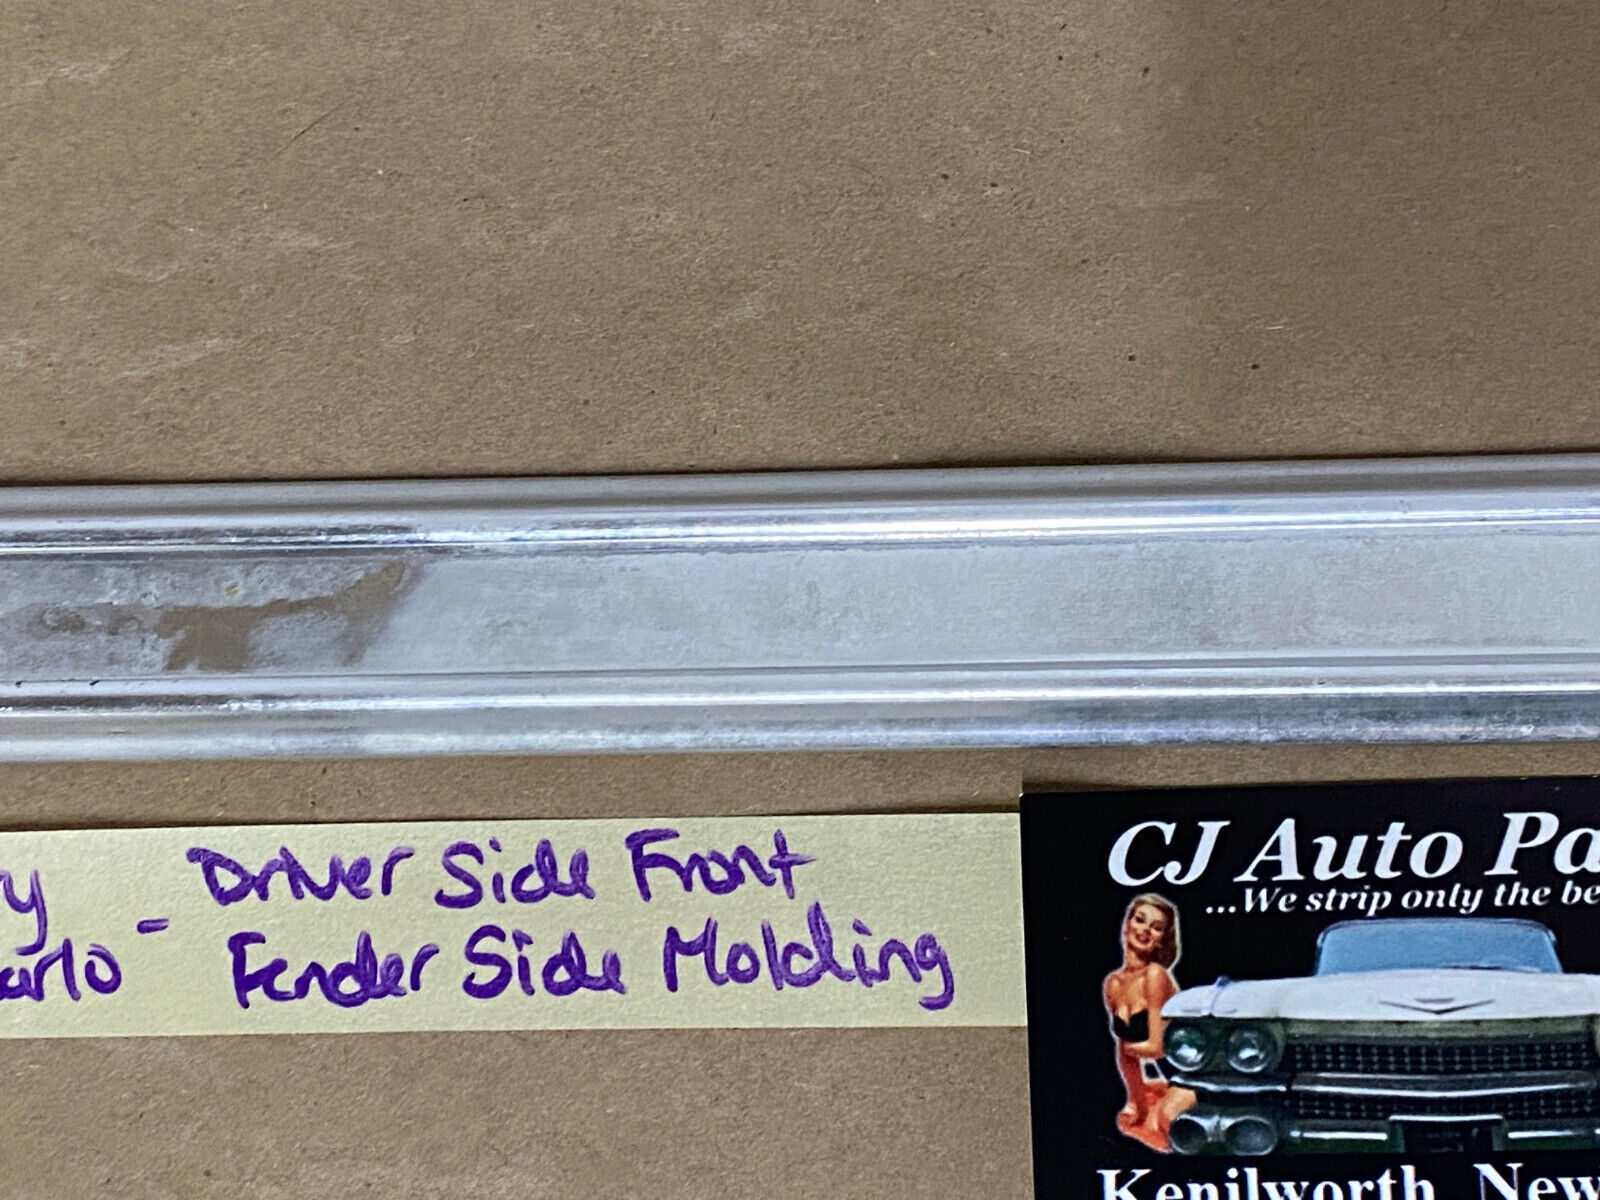 y - Driver Side Front
arlo Fender Side Molding
CJ Auto Pa
...We strip only the be
Kenilworth, New